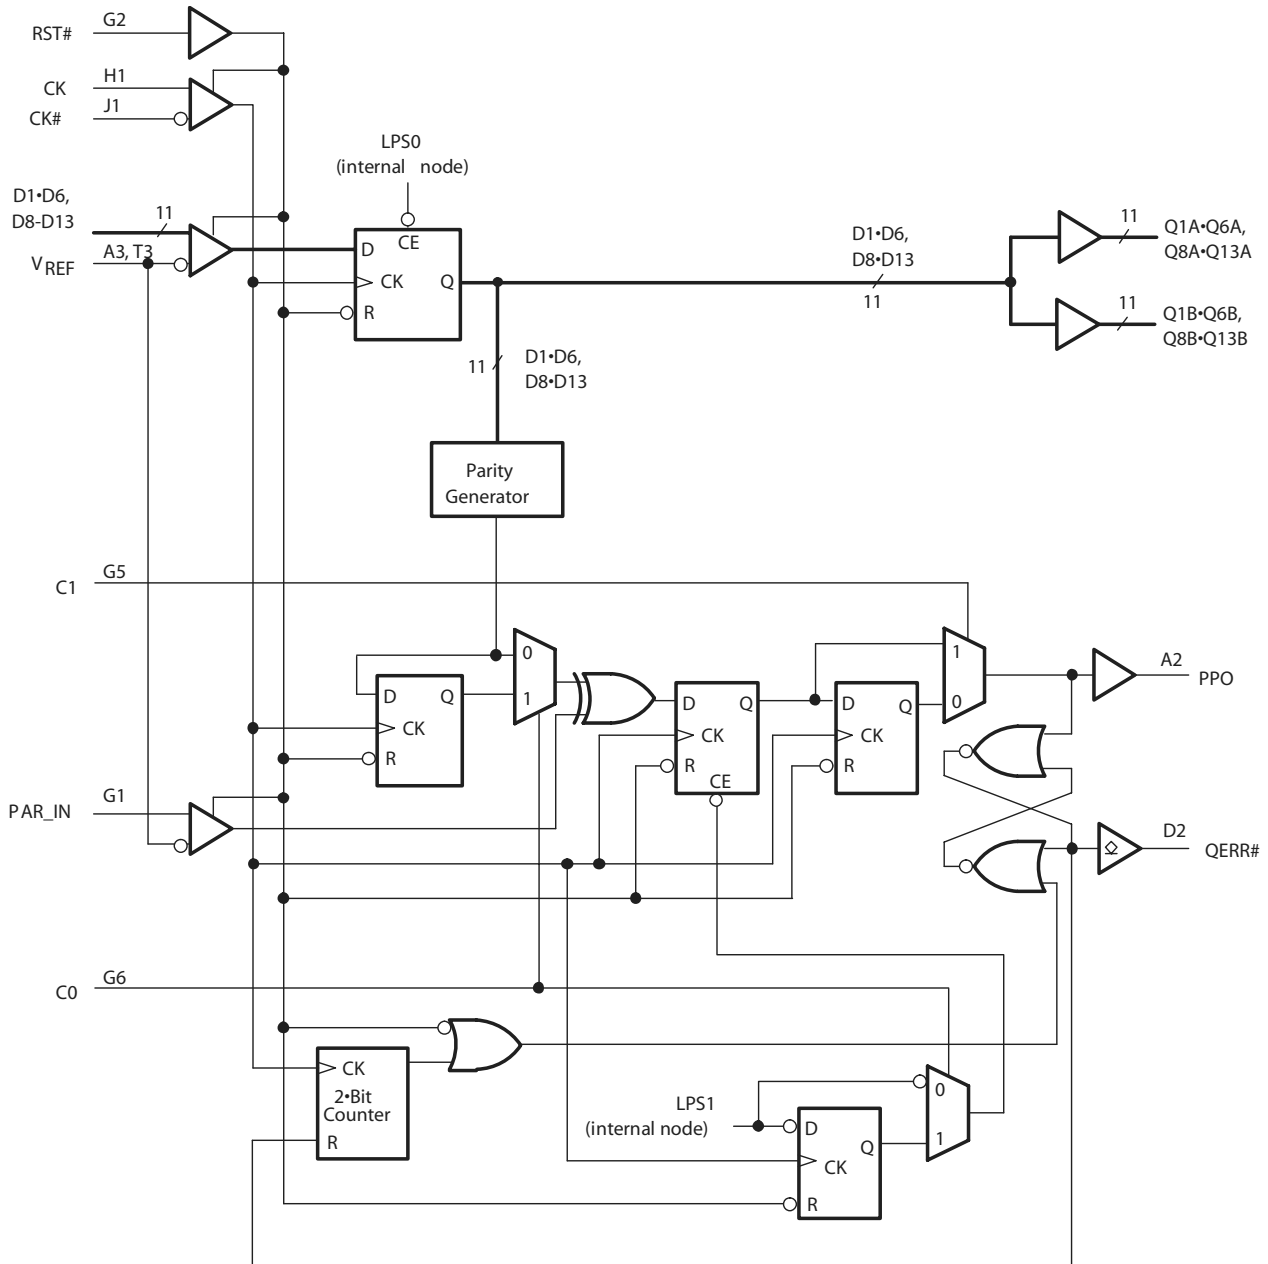 G2
RST#
H1
CK
J1
CK#
LPS0
(internal node)
D1•D6,
D8-D13
11
A3, T3
VREF
D
CE
CK
Q
R
D1•D6,
D8•D13
11
11
Q1A•Q6A,
Q8A•Q13A
11
Q1B•Q6B,
Q8B•Q13B
11
D1•D6,
D8•D13
Parity
Generator
G5
C1
0
1
D
Q
CK
R
D
Q
CK
R
CE
D
Q
CK
R
1
0
A2
PPO
G1
PAR_IN
D2
QERR#
G6
C0
CK
2•Bit
Counter
R
LPS1
(internal node)
D
Q
CK
R
0
1